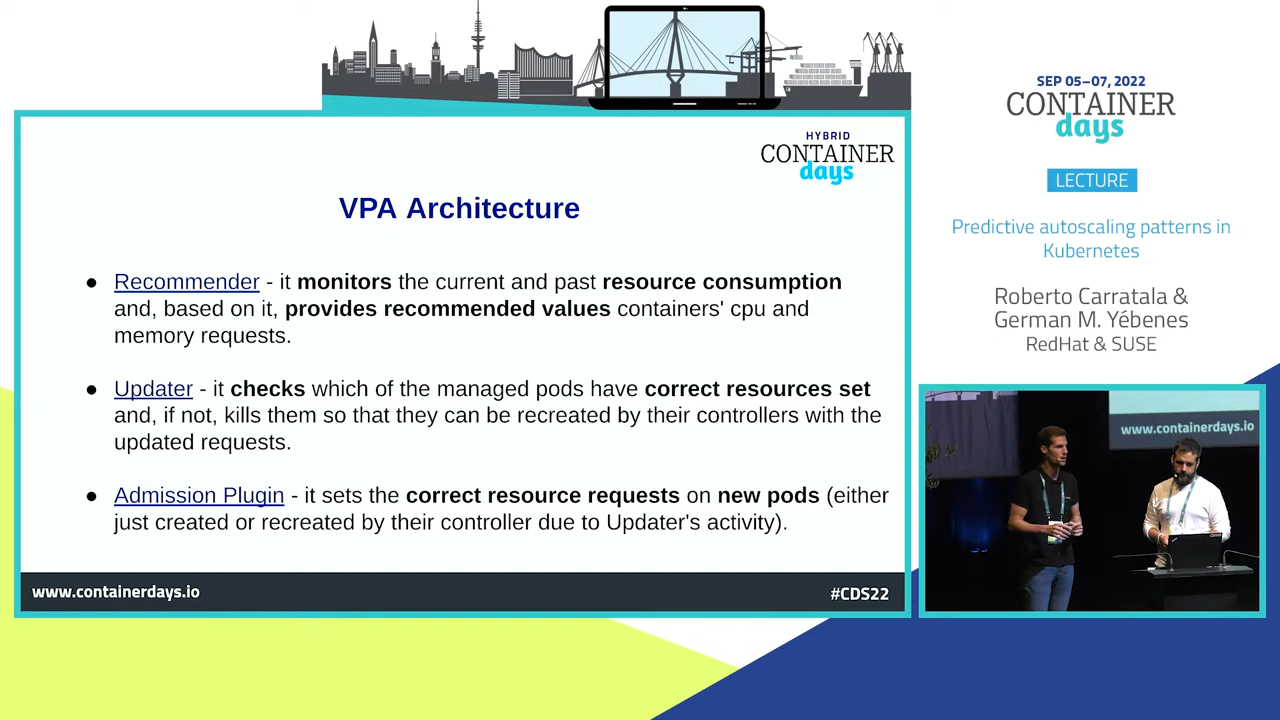 HYBRID
CONTAINER
days
VPA Architecture
● Recommender - it monitors the current and past resource consumption
and, based on it, provides recommended values containers' cpu and
memory requests.
● Updater - it checks which of the managed pods have correct resources set
and, if not, kills them so that they can be recreated by their controllers with the
updated requests.
● Admission Plugin - it sets the correct resource requests on new pods (either
just created or recreated by their controller due to Updater's activity).
www.containerdays.io
#CDS22
SEP 05–07, 2022
CONTAINER
days
LECTURE
Predictive autoscaling patterns in
Kubernetes
Roberto Carratala &
German M. Yébenes
RedHat & SUSE
www.containerdays.io